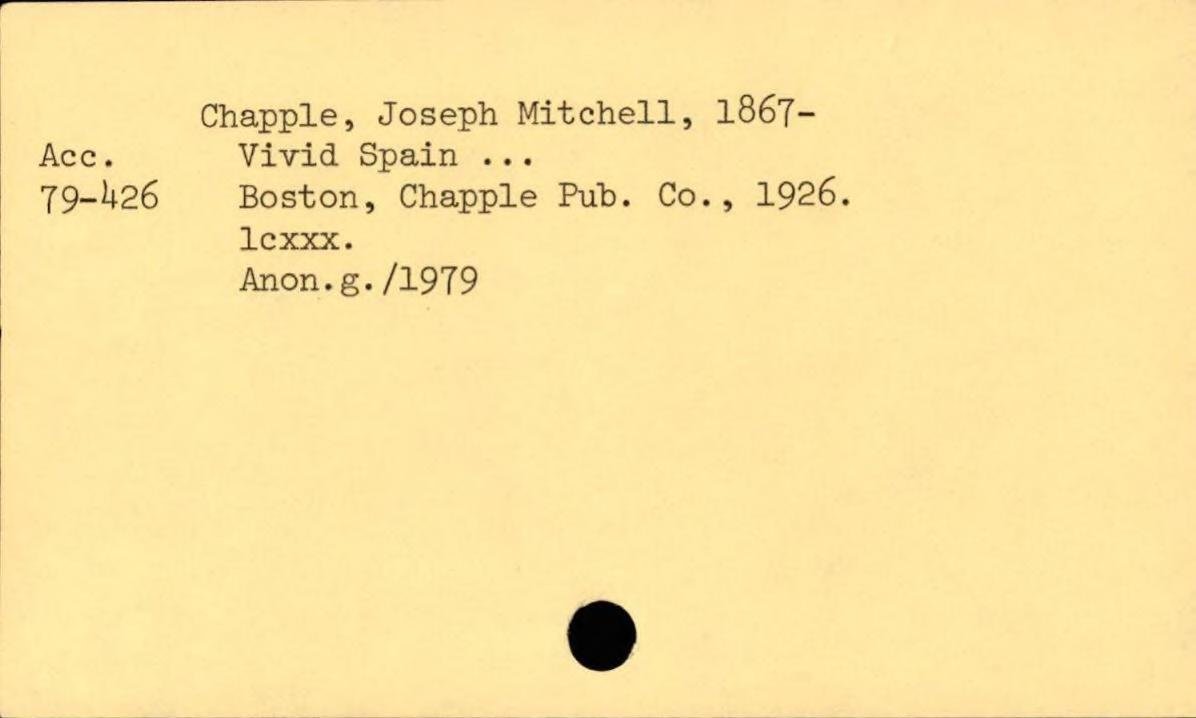 Chapple, Joseph Mitchell, 1867-
Acc. Vivid Spain ...
79-426 Boston, Chapple Pub. Co., 1926.
lcxxx.
Anon.g./1979